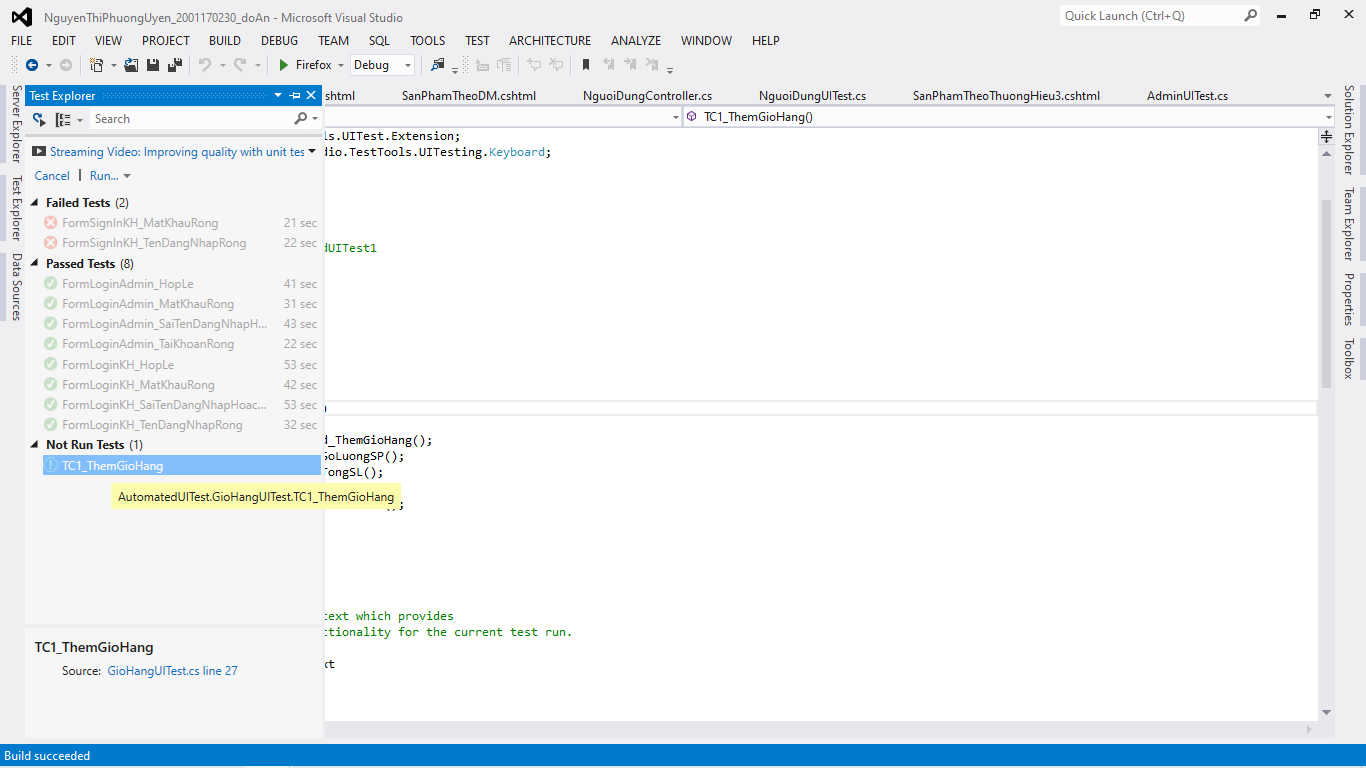 NguyenThiPhuongUyen_2001170230_doAn - Microsoft Visual Studio
Quick Launch (Ctrl+Q)
FILE EDIT VIEW PROJECT BUILD DEBUG TEAM SQL TOOLS TEST ARCHITECTURE ANALYZE WINDOW HELP
Firefox Debug
Server Explorer
Test Explorer
Data Sources
Test Explorer
Search
Streaming Video: Improving quality with unit tes
Cancel | Run...
Failed Tests (2)
FormSignInKH_MatKhauRong 21 sec
FormSignInKH_TenDangNhapRong 22 sec
Passed Tests (8)
FormLoginAdmin_HopLe 41 sec
FormLoginAdmin_MatKhauRong 31 sec
FormLoginAdmin_SaiTenDangNhapH... 43 sec
FormLoginAdmin_TaiKhoanRong 22 sec
FormLoginKH_HopLe 53 sec
FormLoginKH_MatKhauRong 42 sec
FormLoginKH_SaiTenDangNhapHoac... 53 sec
FormLoginKH_TenDangNhapRong 32 sec
Not Run Tests (1)
TC1_ThemGioHang
AutomatedUITest.GioHangUITest.TC1_ThemGioHang
TC1_ThemGioHang
Source: GioHangUITest.cs line 27
shtml SanPhamTheoDM.cshtml NguoiDungController.cs NguoiDungUITest.cs SanPhamTheoThuongHieu3.cshtml AdminUITest.cs
TC1_ThemGioHang()
ls.UITest.Extension;
dio.TestTools.UITesting.Keyboard;
dUITest1
)
d_ThemGioHang();
SoLuongSP();
TongSL();
();
text which provides
ctionality for the current test run.
xt
Solution Explorer
Team Explorer
Properties
Toolbox
Build succeeded